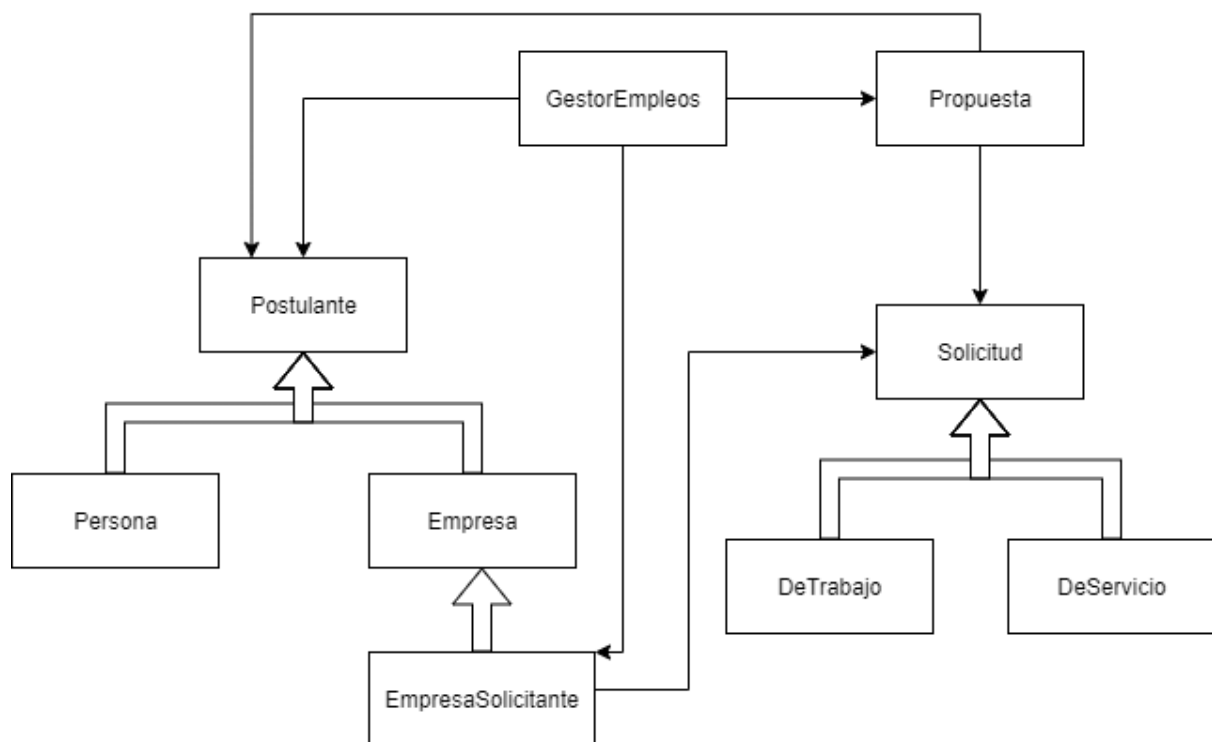 GestorEmpleos
Propuesta
Postulante
Solicitud
Persona
Empresa
DeTrabajo
DeServicio
EmpresaSolicitante